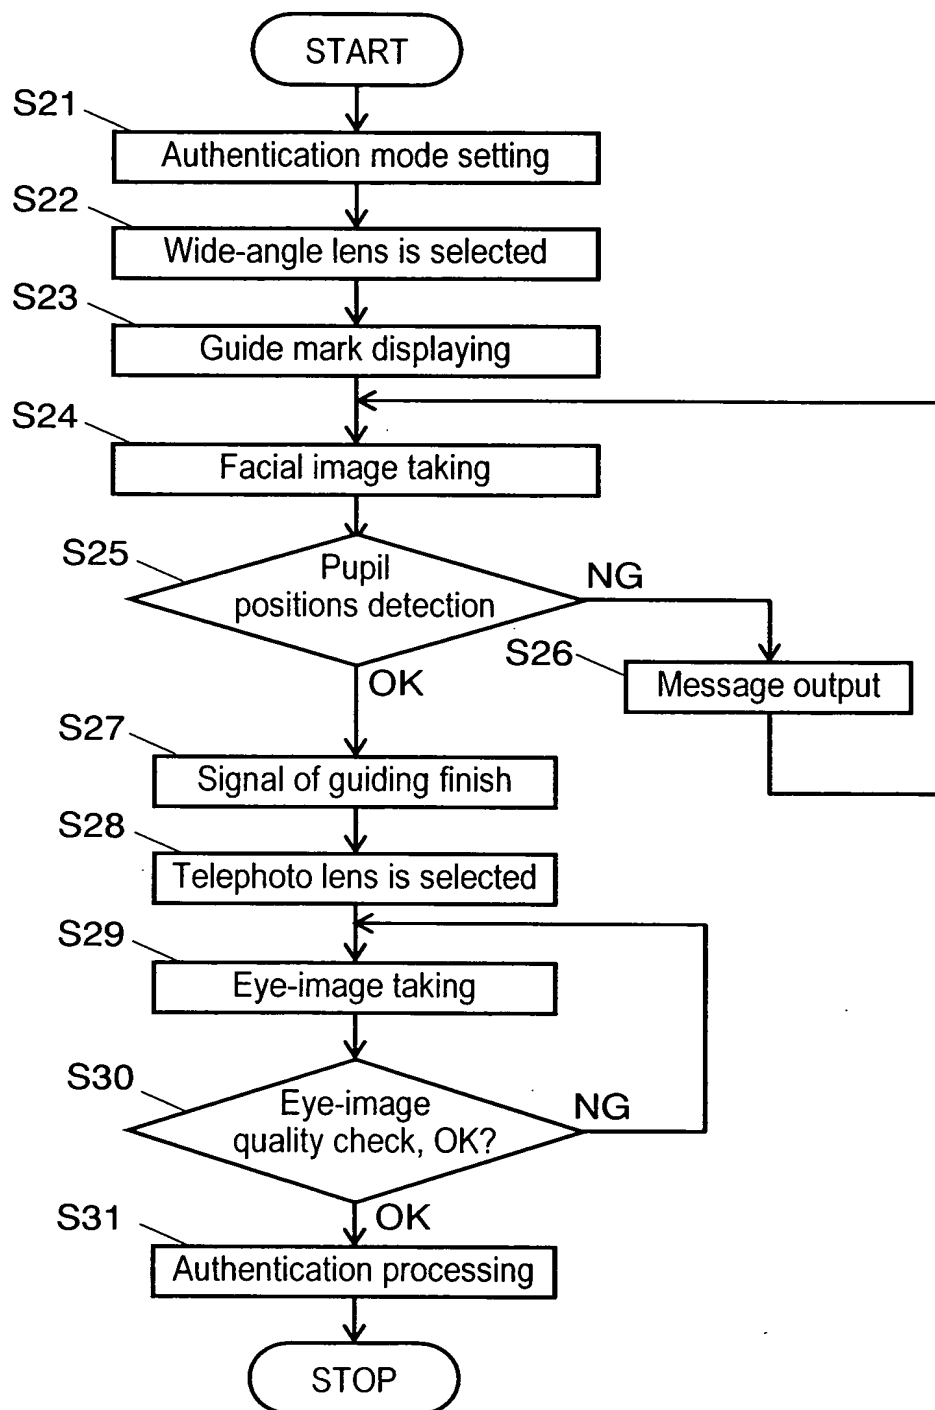 START
S21
Authentication mode setting
S22
Wide-angle lens is selected
S23
Guide mark displaying
S24
Facial image taking
S25
Pupil
positions detection
NG
S26
Message output
OK
S27
Signal of guiding finish
S28
Telephoto lens is selected
S29
Eye-image taking
S30
Eye-image
quality check, OK?
NG
OK
S31
Authentication processing
STOP